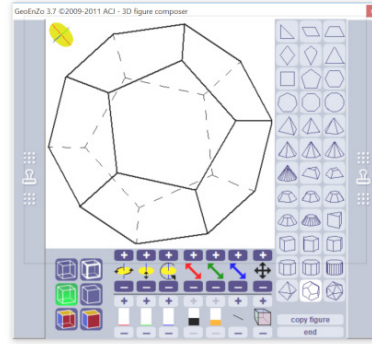 GeoEnZo 3.7 ©2009-2011 ACJ - 3D figure composer
copy figure
end